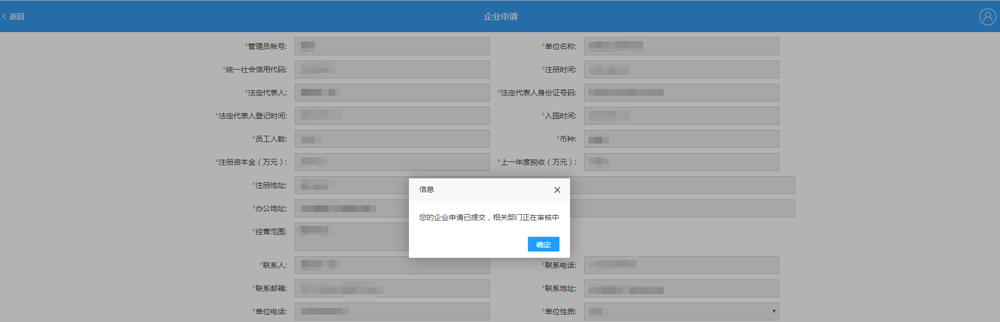 返回
企业申请
*管理员帐号:
*单位名称:
*统一社会信用代码:
*注册时间:
*法定代表人:
*法定代表人身份证号码:
*法定代表人登记时间:
*入园时间:
*员工人数:
*币种:
*注册资本金（万元）:
*上一年度税收（万元）:
*注册地址:
*办公地址:
*经营范围:
信息
您的企业申请已提交，相关部门正在审核中
确定
*联系人:
*联系电话:
*联系邮箱:
*联系地址:
*单位电话:
*单位性质: